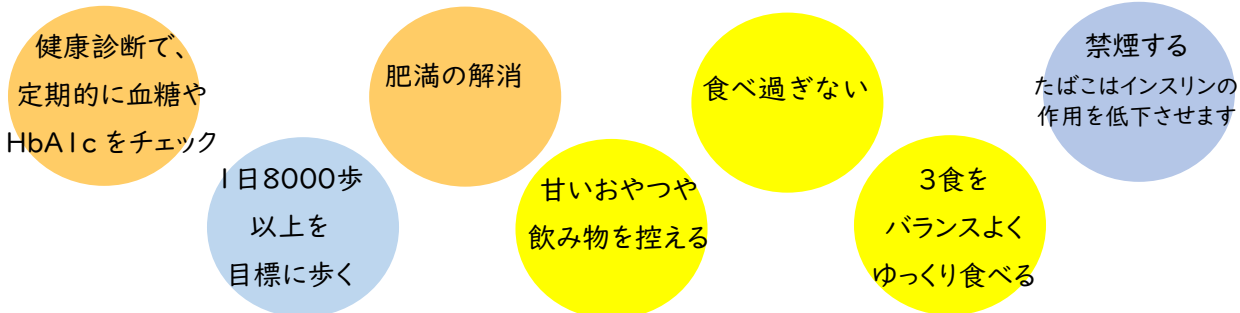 健康診断で、
定期的に血糖や
HbA1cをチェック
1日8000歩
以上を
目標に歩く
肥満の解消
甘いおやつや
飲み物を控える
食べ過ぎない
3食を
バランスよく
ゆっくり食べる
禁煙する
たばこはインスリンの
作用を低下させます